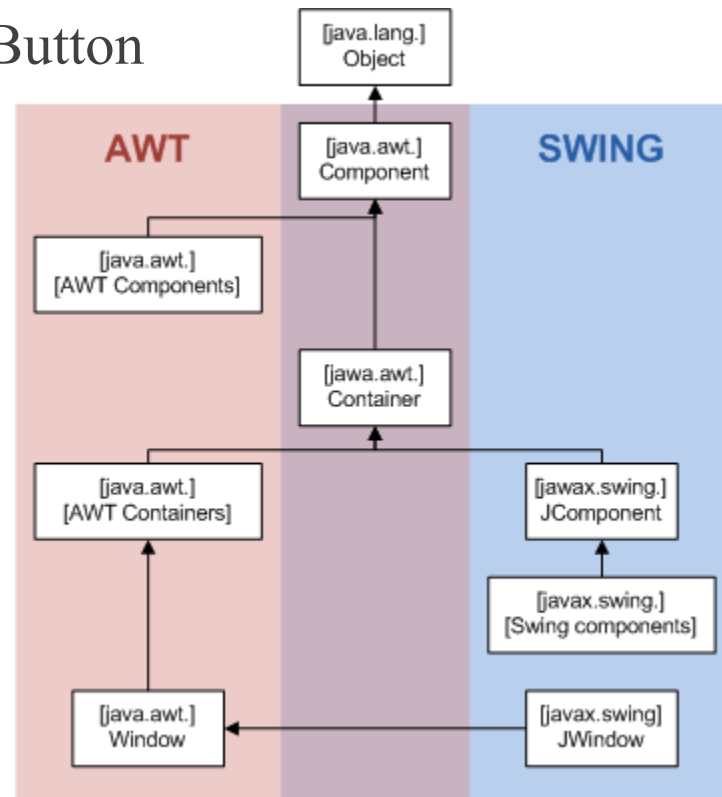 Button
[java.lang.]
Object
AWT
[java.awt.]
Component
SWING
[java.awt.]
[AWT Components]
[jawa.awt.]
Container
[java.awt.]
[AWT Containers]
[jawax.swing.]
JComponent
[javax.swing.]
[Swing components]
[java.awt.]
Window
[javax.swing]
JWindow